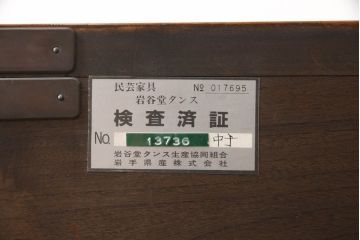 民芸家具 № 017695
岩谷堂タンス
検査済証
No. 13736
岩谷堂タンス生産協同組合
岩手県産株式会社